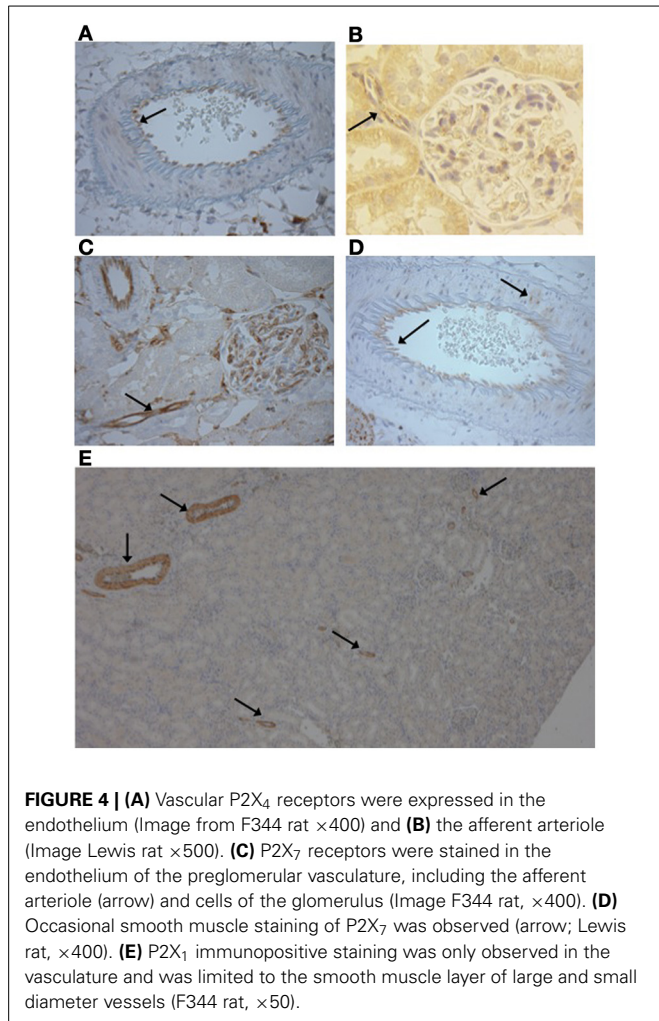 A
B
C
D
E
FIGURE 4 | (A) Vascular P2X₄ receptors were expressed in the
endothelium (Image from F344 rat ×400) and (B) the afferent arteriole
(Image Lewis rat ×500). (C) P2X₇ receptors were stained in the
endothelium of the preglomerular vasculature, including the afferent
arteriole (arrow) and cells of the glomerulus (Image F344 rat, ×400). (D)
Occasional smooth muscle staining of P2X₇ was observed (arrow; Lewis
rat, ×400). (E) P2X₁ immunopositive staining was only observed in the
vasculature and was limited to the smooth muscle layer of large and small
diameter vessels (F344 rat, ×50).